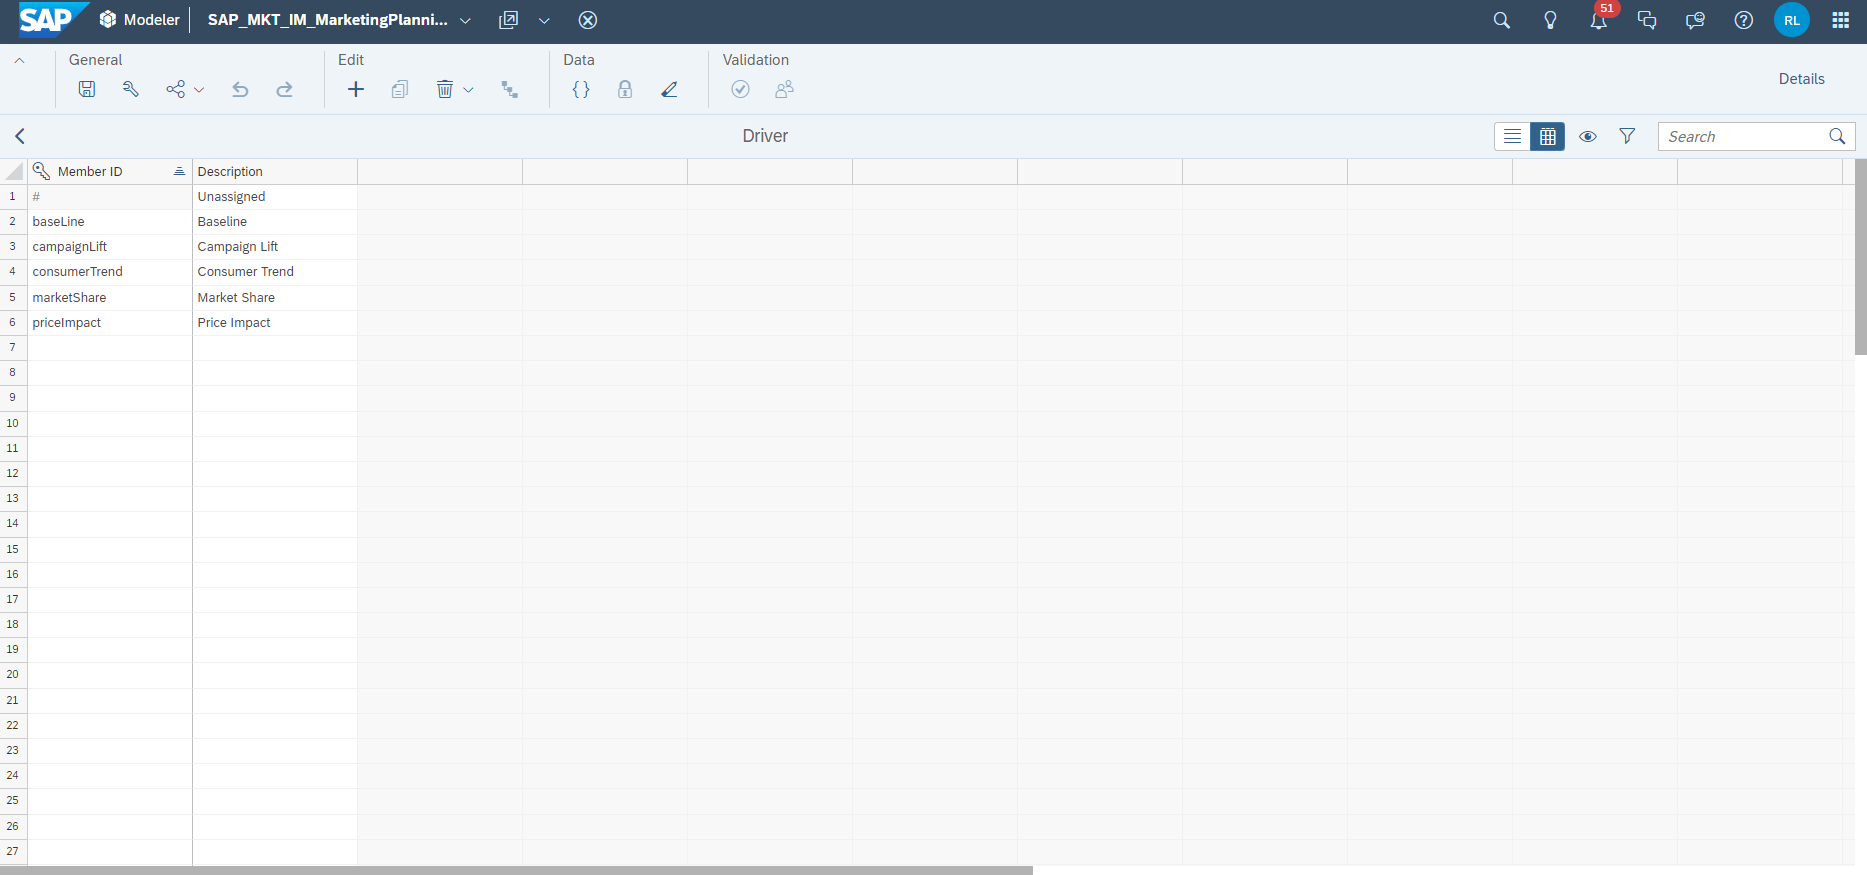 SAP Modeler SAP_MKT_IM_MarketingPlanni... 51 RL
General Edit Data Validation
Details
Driver
Search
Member ID Description
1 # Unassigned
2 baseLine Baseline
3 campaignLift Campaign Lift
4 consumerTrend Consumer Trend
5 marketShare Market Share
6 priceImpact Price Impact
7
8
9
10
11
12
13
14
15
16
17
18
19
20
21
22
23
24
25
26
27